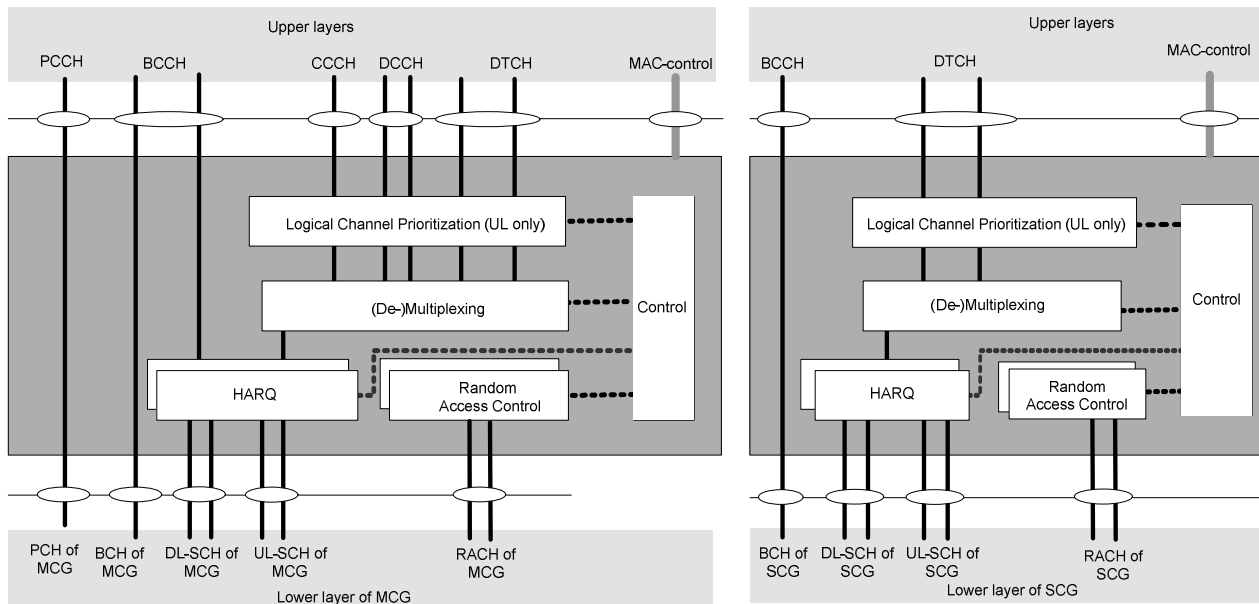 Upper layers
PCCH BCCH CCCH DCCH DTCH MAC-control
Logical Channel Prioritization (UL only)
(De-)Multiplexing
Control
HARQ
Random
Access Control
PCH of
MCG
BCH of
MCG
DL-SCH of
MCG
UL-SCH of
MCG
RACH of
MCG
Lower layer of MCG
Upper layers
BCCH DTCH MAC-control
Logical Channel Prioritization (UL only)
(De-)Multiplexing
Control
HARQ
Random
Access Control
BCH of
SCG
DL-SCH of
SCG
UL-SCH of
SCG
RACH of
SCG
Lower layer of SCG